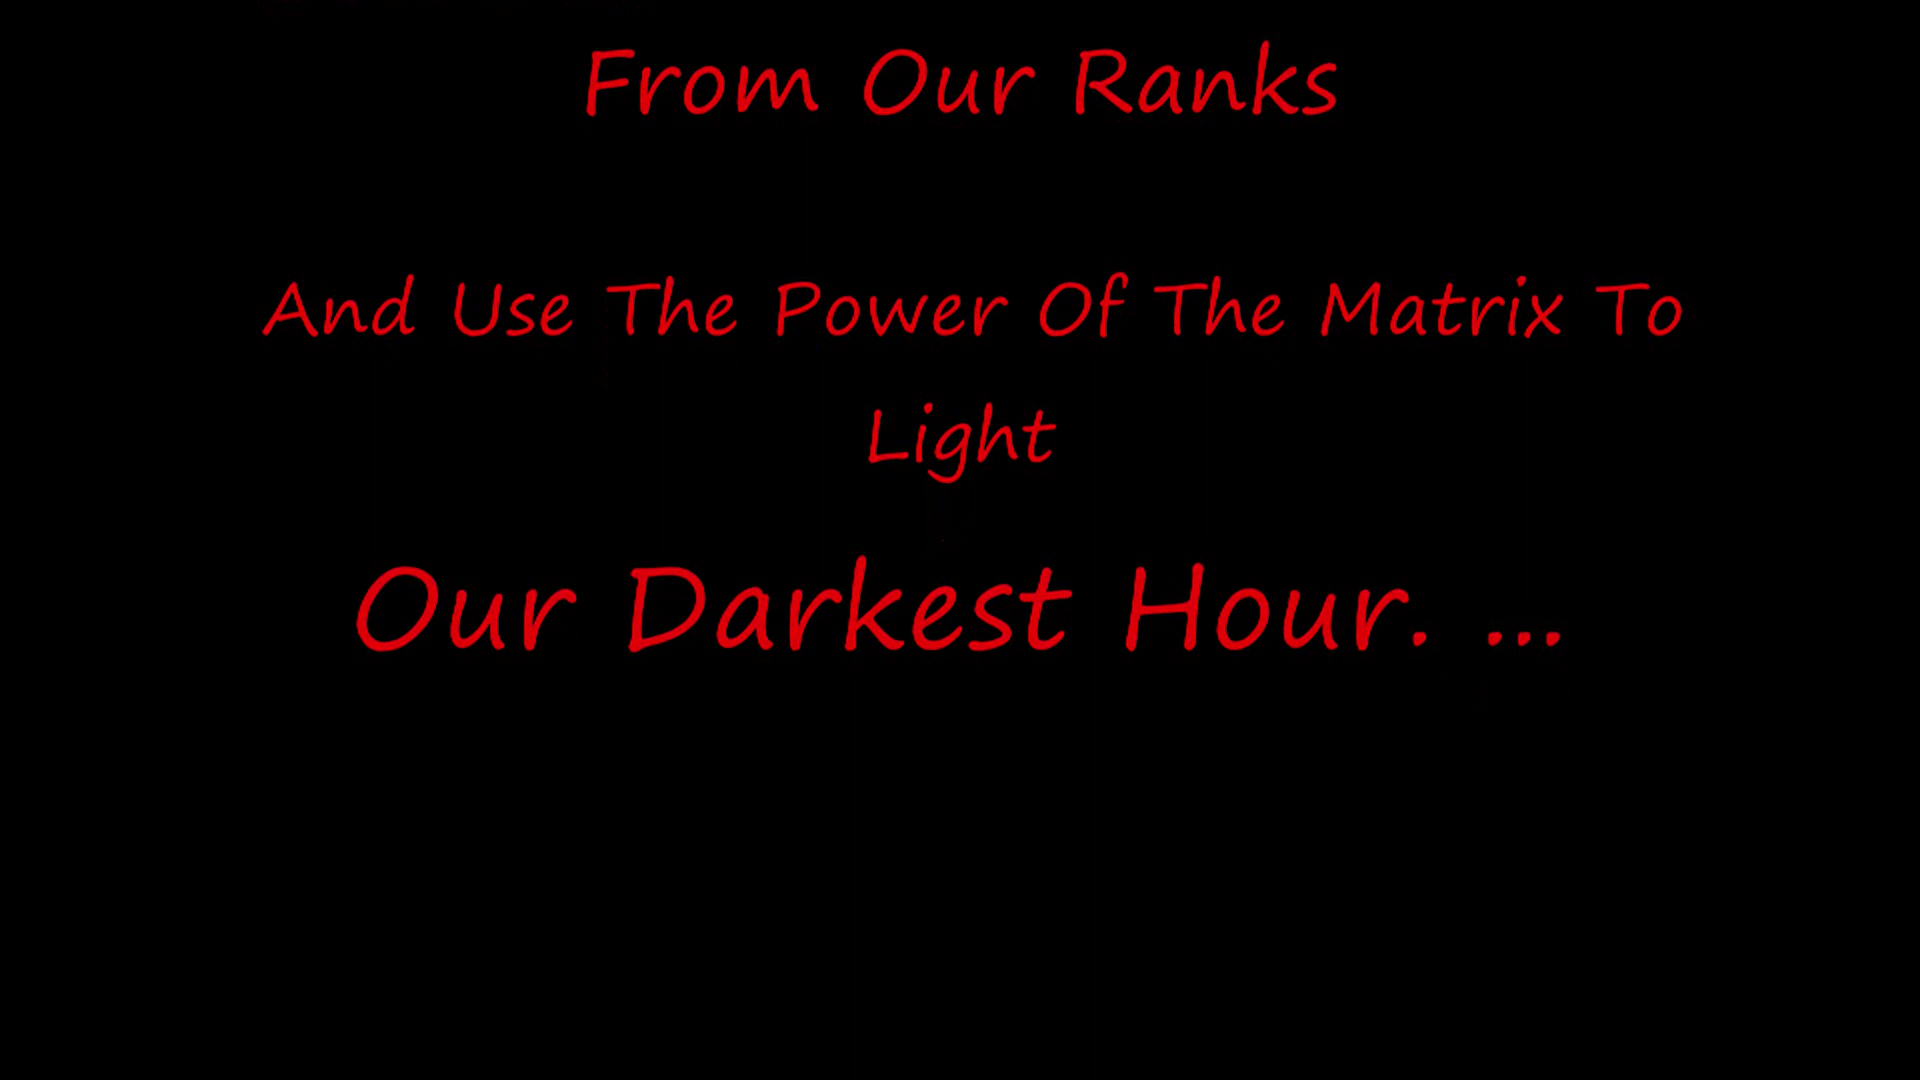 From Our Ranks
And Use The Power Of The Matrix To
Light
Our Darkest Hour. ...